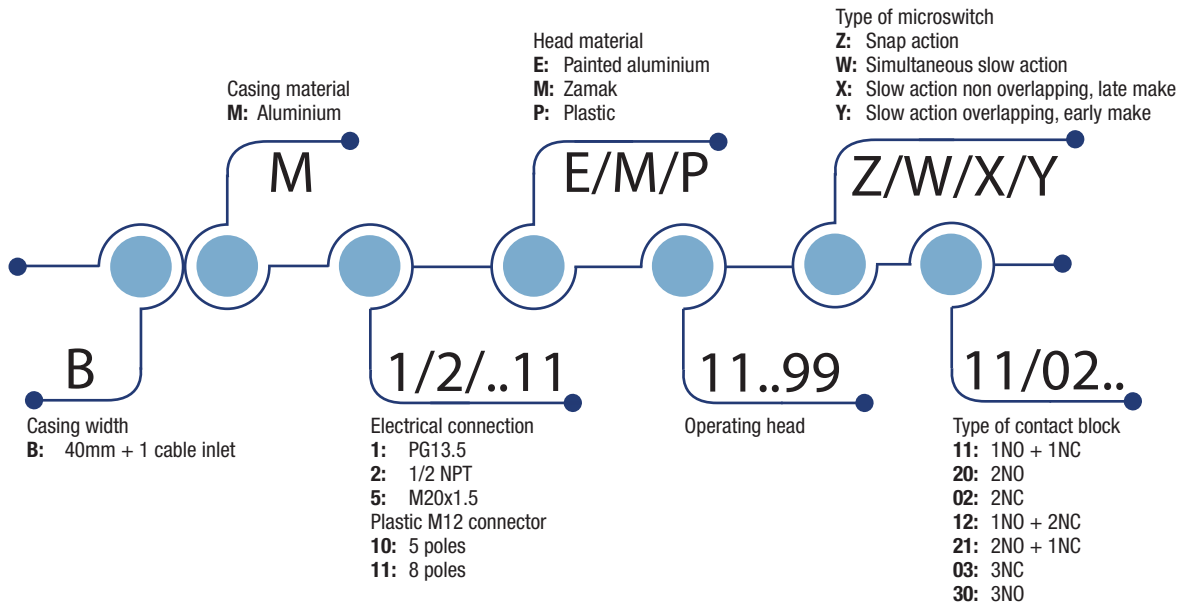 Type of microswitch
Z: Snap action
W: Simultaneous slow action
X: Slow action non overlapping, late make
Y: Slow action overlapping, early make
Head material
E: Painted aluminium
M: Zamak
P: Plastic
Casing material
M: Aluminium
M
E/M/P
Z/W/X/Y
B
1/2/..11
11..99
11/02..
Casing width
B: 40mm + 1 cable inlet
Electrical connection
1: PG13.5
2: 1/2 NPT
5: M20x1.5
Plastic M12 connector
10: 5 poles
11: 8 poles
Operating head
Type of contact block
11: 1NO + 1NC
20: 2NO
02: 2NC
12: 1NO + 2NC
21: 2NO + 1NC
03: 3NC
30: 3NO